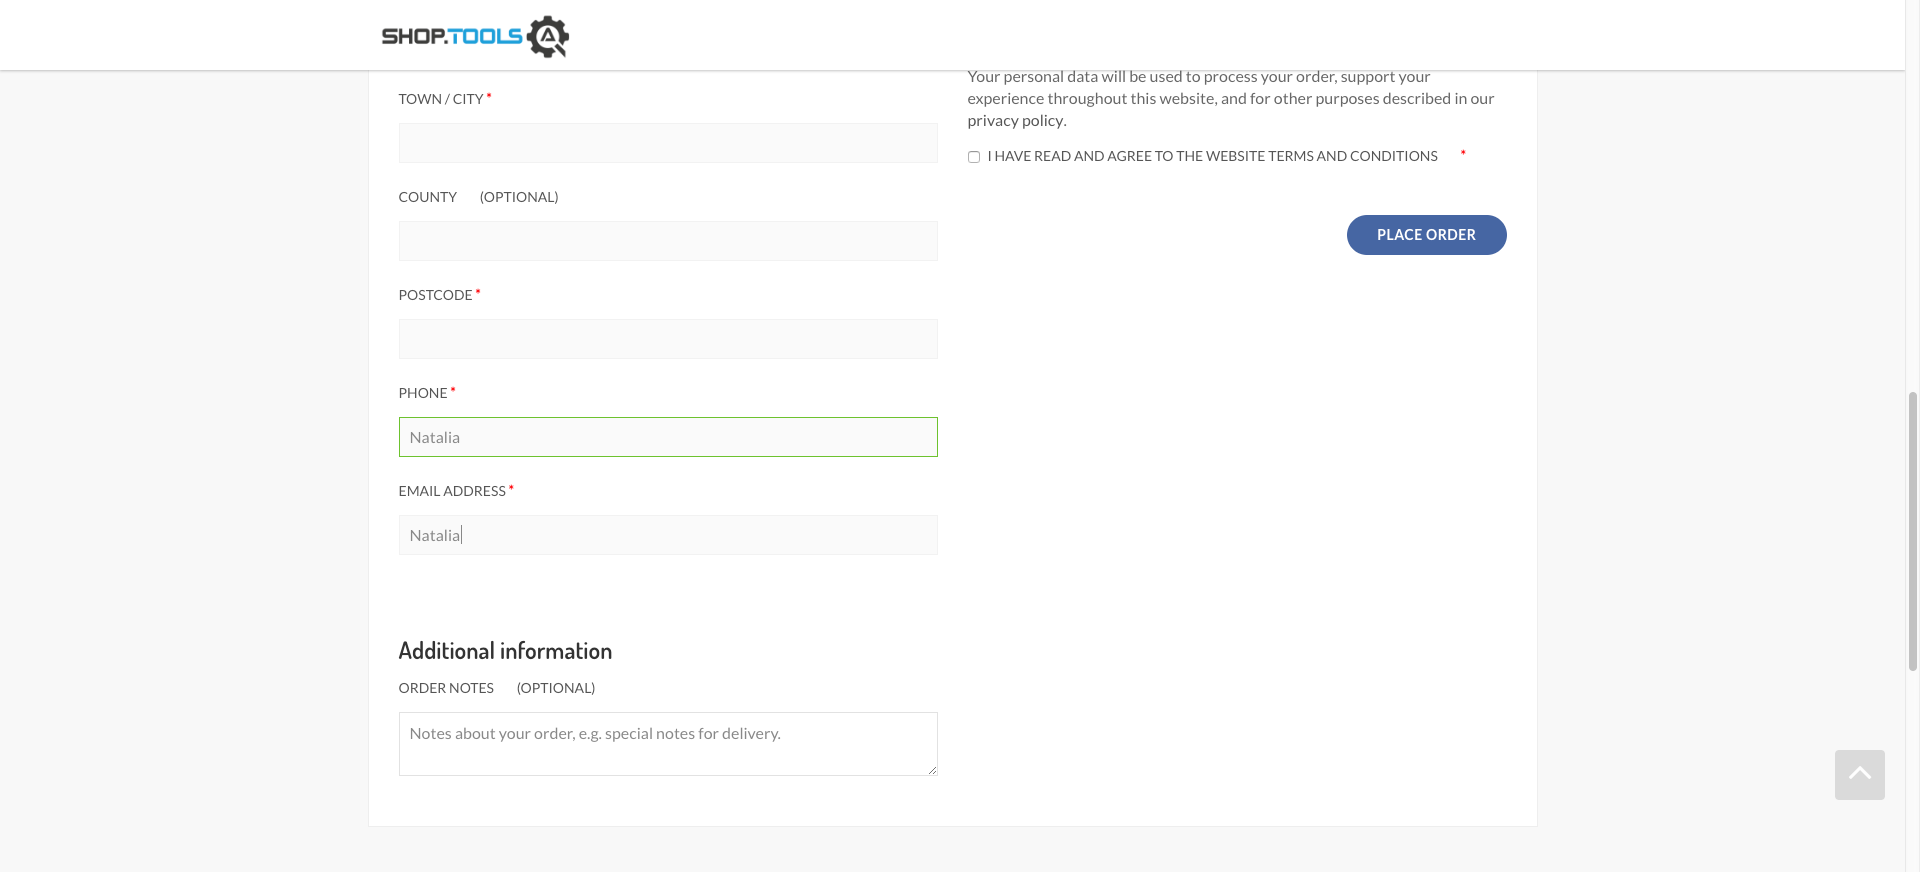 SHOP.TOOLS
TOWN / CITY *
COUNTY (OPTIONAL)
POSTCODE *
PHONE *
Natalia
EMAIL ADDRESS *
Natalia
Additional information
ORDER NOTES (OPTIONAL)
Notes about your order, e.g. special notes for delivery.
Your personal data will be used to process your order, support your
experience throughout this website, and for other purposes described in our
privacy policy.
I HAVE READ AND AGREE TO THE WEBSITE TERMS AND CONDITIONS *
PLACE ORDER